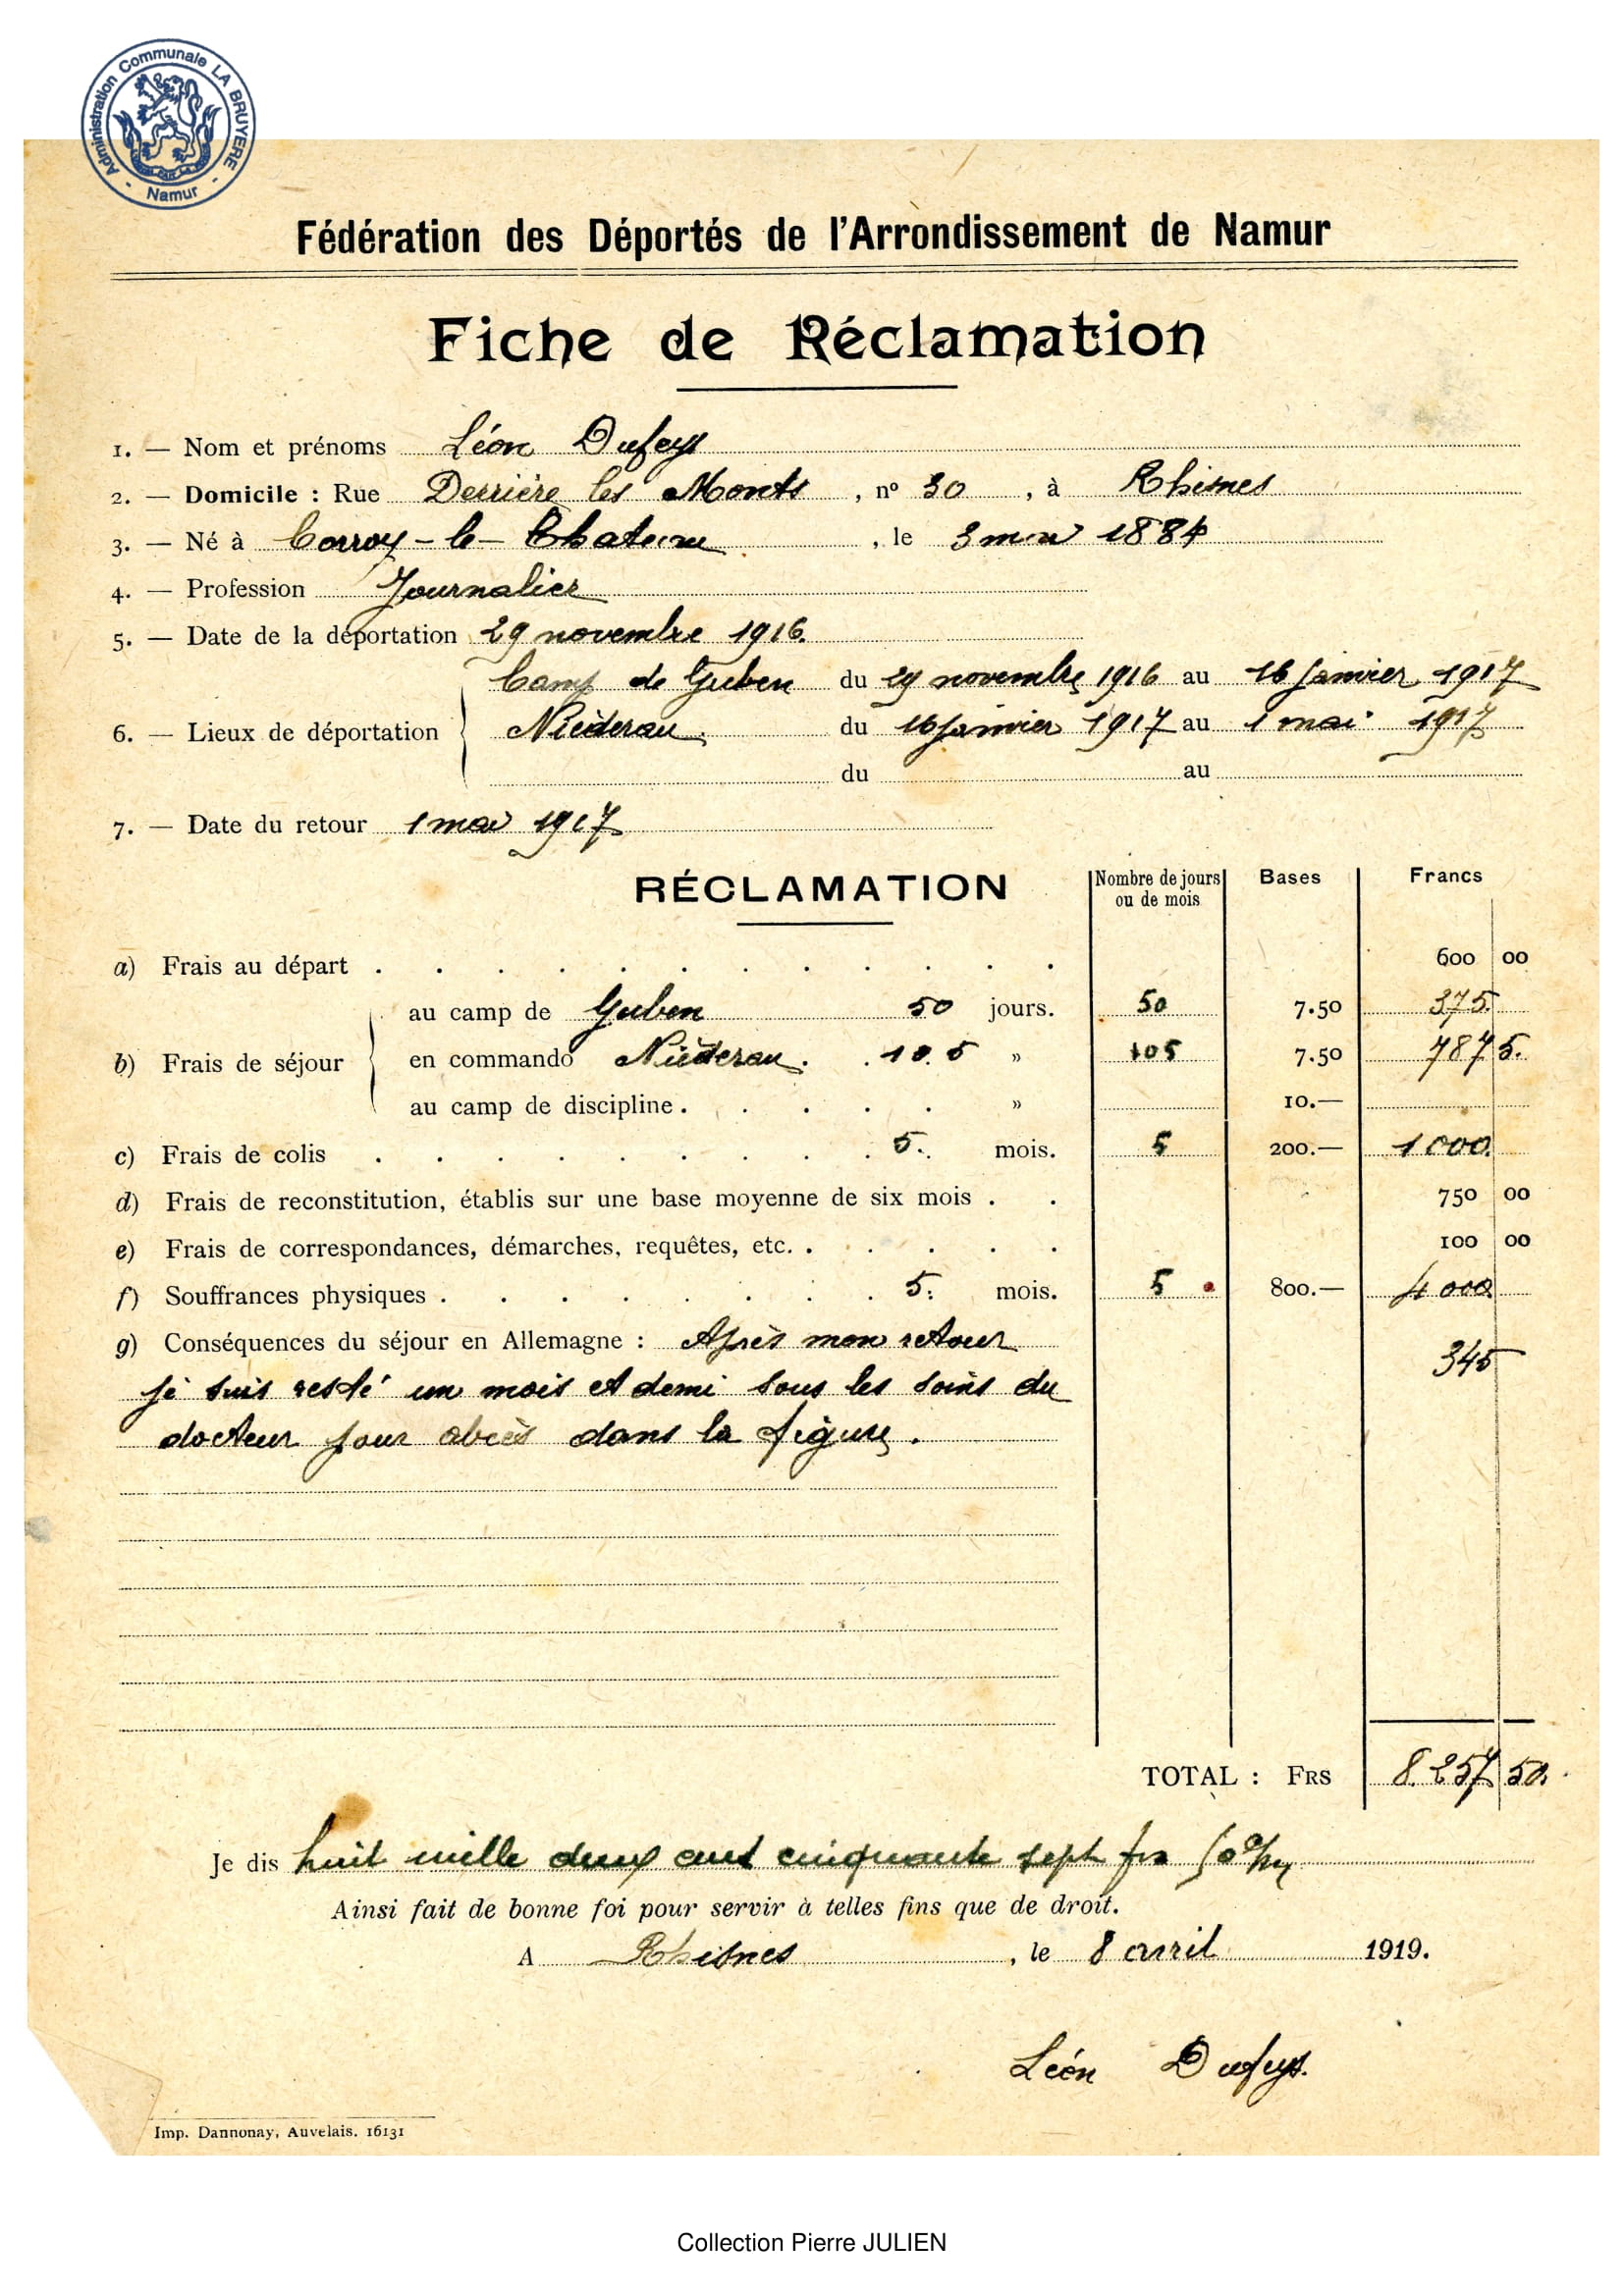 Administration Communale LA BRUYERE - Namur -
Fédération des Déportés de l'Arrondissement de Namur
Fiche de Réclamation
1. — Nom et prénoms Léon Dufeys
2. — Domicile : Rue Derrière les Monts , nº 30 , à Rhisnes
3. — Né à Corroy-le-Chateau , le 3 mai 1884
4. — Profession Journalier
5. — Date de la déportation 29 novembre 1916.
Camp de Guben du 29 novembre 1916 au 16 janvier 1917
6. — Lieux de déportation Niederau. du 16 janvier 1917 au 1 mai 1917
du au
7. — Date du retour 1 mai 1917
RÉCLAMATION Nombre de jours ou de mois Bases Francs
a) Frais au départ . . . . . . . . . . . . 600 00
au camp de Guben 50 jours. 50 7.50 375.
b) Frais de séjour en commando Niederau. . 105 » 105 7.50 787 5.
au camp de discipline . . . . . » 10.—
c) Frais de colis . . . . . . . . . 5. mois. 5 200.— 1000.
d) Frais de reconstitution, établis sur une base moyenne de six mois . . 750 00
e) Frais de correspondances, démarches, requêtes, etc. . . . . . . 100 00
f) Souffrances physiques . . . . . . . . 5. mois. 5 800.— 4000
g) Conséquences du séjour en Allemagne : Après mon retour 345
je suis resté un mois et demi sous les soins du
docteur pour abcès dans la figure.
TOTAL : FRS 8.257 50.
Je dis huit mille deux cent cinquante sept frs 50
Ainsi fait de bonne foi pour servir à telles fins que de droit.
A Rhisnes , le 8 avril 1919.
Léon Dufeys.
Imp. Dannonay, Auvelais. 16131
Collection Pierre JULIEN